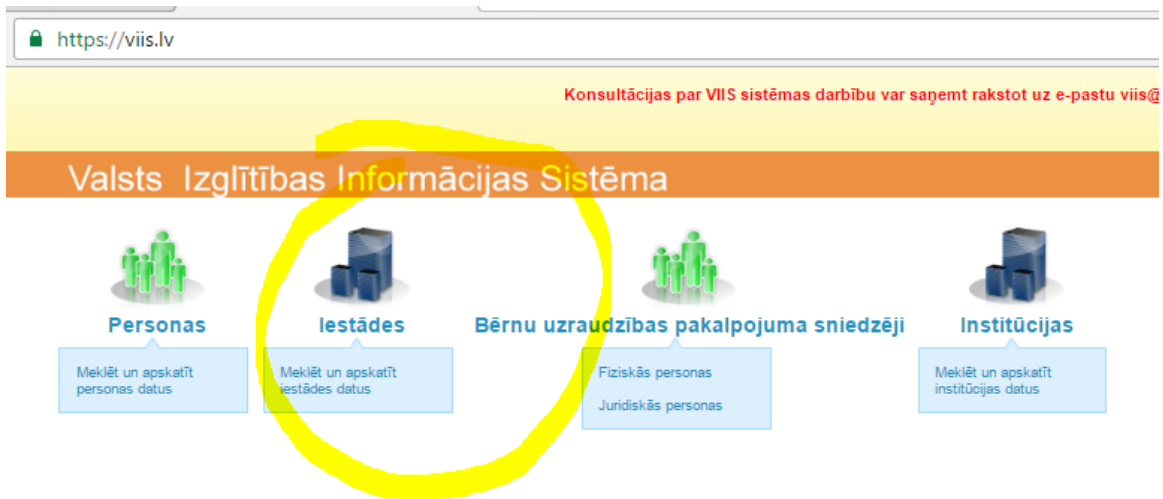 https://viis.lv
Konsultācijas par VIIS sistēmas darbību var saņemt rakstot uz e-pastu viis@
Valsts Izglītības Informācijas Sistēma
Personas
Meklēt un apskatīt
personas datus
Iestādes
Meklēt un apskatīt
iestādes datus
Bērnu uzraudzības pakalpojuma sniedzēji
Fiziskās personas
Juridiskās personas
Institūcijas
Meklēt un apskatīt
institūcijas datus